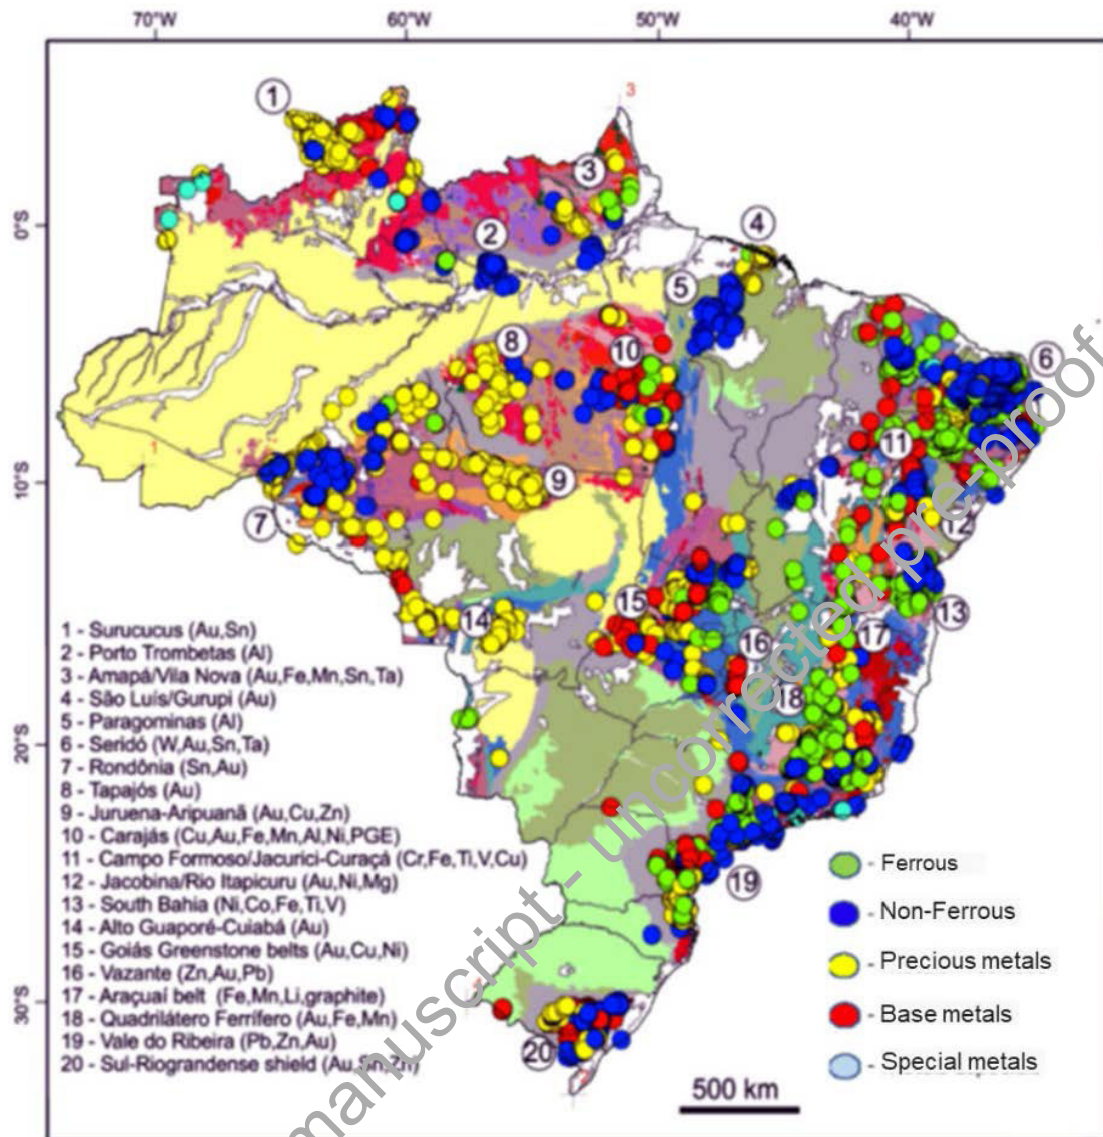 70°W 60°W 50°W 40°W
0°S
10°S
20°S
30°S
1
3
3
4
2
5
8
10
6
11
9
7
12
1
15
13
14
16
17
18
19
20
1 - Surucucus (Au,Sn)
2 - Porto Trombetas (Al)
3 - Amapá/Vila Nova (Au,Fe,Mn,Sn,Ta)
4 - São Luís/Gurupi (Au)
5 - Paragominas (Al)
6 - Seridó (W,Au,Sn,Ta)
7 - Rondônia (Sn,Au)
8 - Tapajós (Au)
9 - Juruena-Aripuanã (Au,Cu,Zn)
10 - Carajás (Cu,Au,Fe,Mn,Al,Ni,PGE)
11 - Campo Formoso/Jacurici-Curaçá (Cr,Fe,Ti,V,Cu)
12 - Jacobina/Rio Itapicuru (Au,Ni,Mg)
13 - South Bahia (Ni,Co,Fe,Ti,V)
14 - Alto Guaporé-Cuiabá (Au)
15 - Goiás Greenstone belts (Au,Cu,Ni)
16 - Vazante (Zn,Au,Pb)
17 - Araçuaí belt (Fe,Mn,Li,graphite)
18 - Quadrilátero Ferrífero (Au,Fe,Mn)
19 - Vale do Ribeira (Pb,Zn,Au)
20 - Sul-Riograndense shield (Au,Sn,Zn)
- Ferrous
- Non-Ferrous
- Precious metals
- Base metals
- Special metals
500 km
manuscript - uncorrected pre-proof.